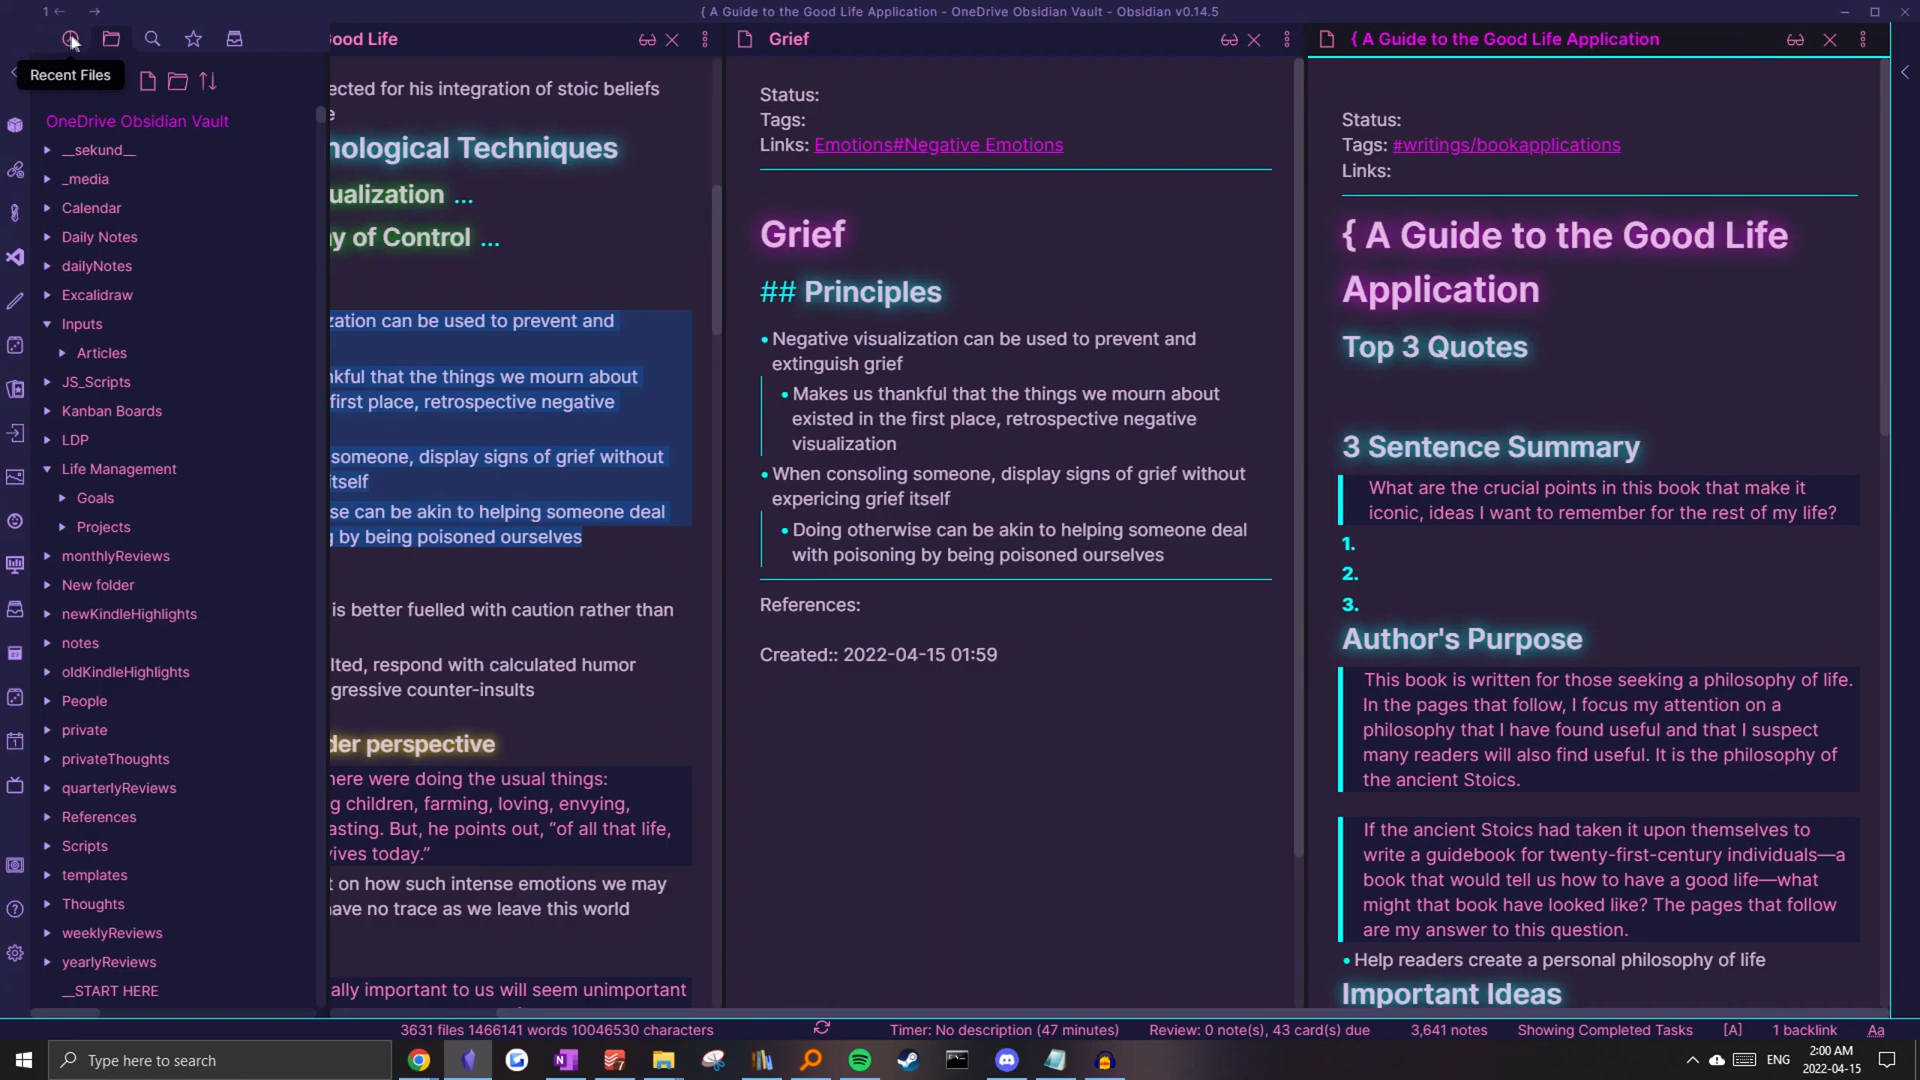 { A Guide to the Good Life Application - OneDrive Obsidian Vault - Obsidian v0.14.5
1
Recent Files
OneDrive Obsidian Vault
__sekund__
_media
Calendar
Daily Notes
dailyNotes
Excalidraw
Inputs
Articles
JS_Scripts
Kanban Boards
LDP
Life Management
Goals
Projects
monthlyReviews
New folder
newKindleHighlights
notes
oldKindleHighlights
People
private
privateThoughts
quarterlyReviews
References
Scripts
templates
Thoughts
weeklyReviews
yearlyReviews
__START HERE
Good Life
ected for his integration of stoic beliefs
e
nological Techniques
ualization ...
ny of Control ...
zation can be used to prevent and
nkful that the things we mourn about
first place, retrospective negative
someone, display signs of grief without
itself
se can be akin to helping someone deal
g by being poisoned ourselves
is better fuelled with caution rather than
lted, respond with calculated humor
gressive counter-insults
der perspective
here were doing the usual things:
g children, farming, loving, envying,
asting. But, he points out, “of all that life,
vives today.”
t on how such intense emotions we may
ave no trace as we leave this world
ally important to us will seem unimportant
Grief
Status:
Tags:
Links: Emotions#Negative Emotions
Grief
## Principles
• Negative visualization can be used to prevent and
extinguish grief
• Makes us thankful that the things we mourn about
existed in the first place, retrospective negative
visualization
• When consoling someone, display signs of grief without
expericing grief itself
• Doing otherwise can be akin to helping someone deal
with poisoning by being poisoned ourselves
References:
Created:: 2022-04-15 01:59
{ A Guide to the Good Life Application
Status:
Tags: #writings/bookapplications
Links:
{ A Guide to the Good Life
Application
Top 3 Quotes
3 Sentence Summary
What are the crucial points in this book that make it
iconic, ideas I want to remember for the rest of my life?
1.
2.
3.
Author's Purpose
This book is written for those seeking a philosophy of life.
In the pages that follow, I focus my attention on a
philosophy that I have found useful and that I suspect
many readers will also find useful. It is the philosophy of
the ancient Stoics.
If the ancient Stoics had taken it upon themselves to
write a guidebook for twenty-first-century individuals—a
book that would tell us how to have a good life—what
might that book have looked like? The pages that follow
are my answer to this question.
• Help readers create a personal philosophy of life
Important Ideas
3631 files 1466141 words 10046530 characters
Timer: No description (47 minutes)
Review: 0 note(s), 43 card(s) due
3,641 notes
Showing Completed Tasks
[A]
1 backlink
Aa
Type here to search
ENG
2:00 AM
2022-04-15